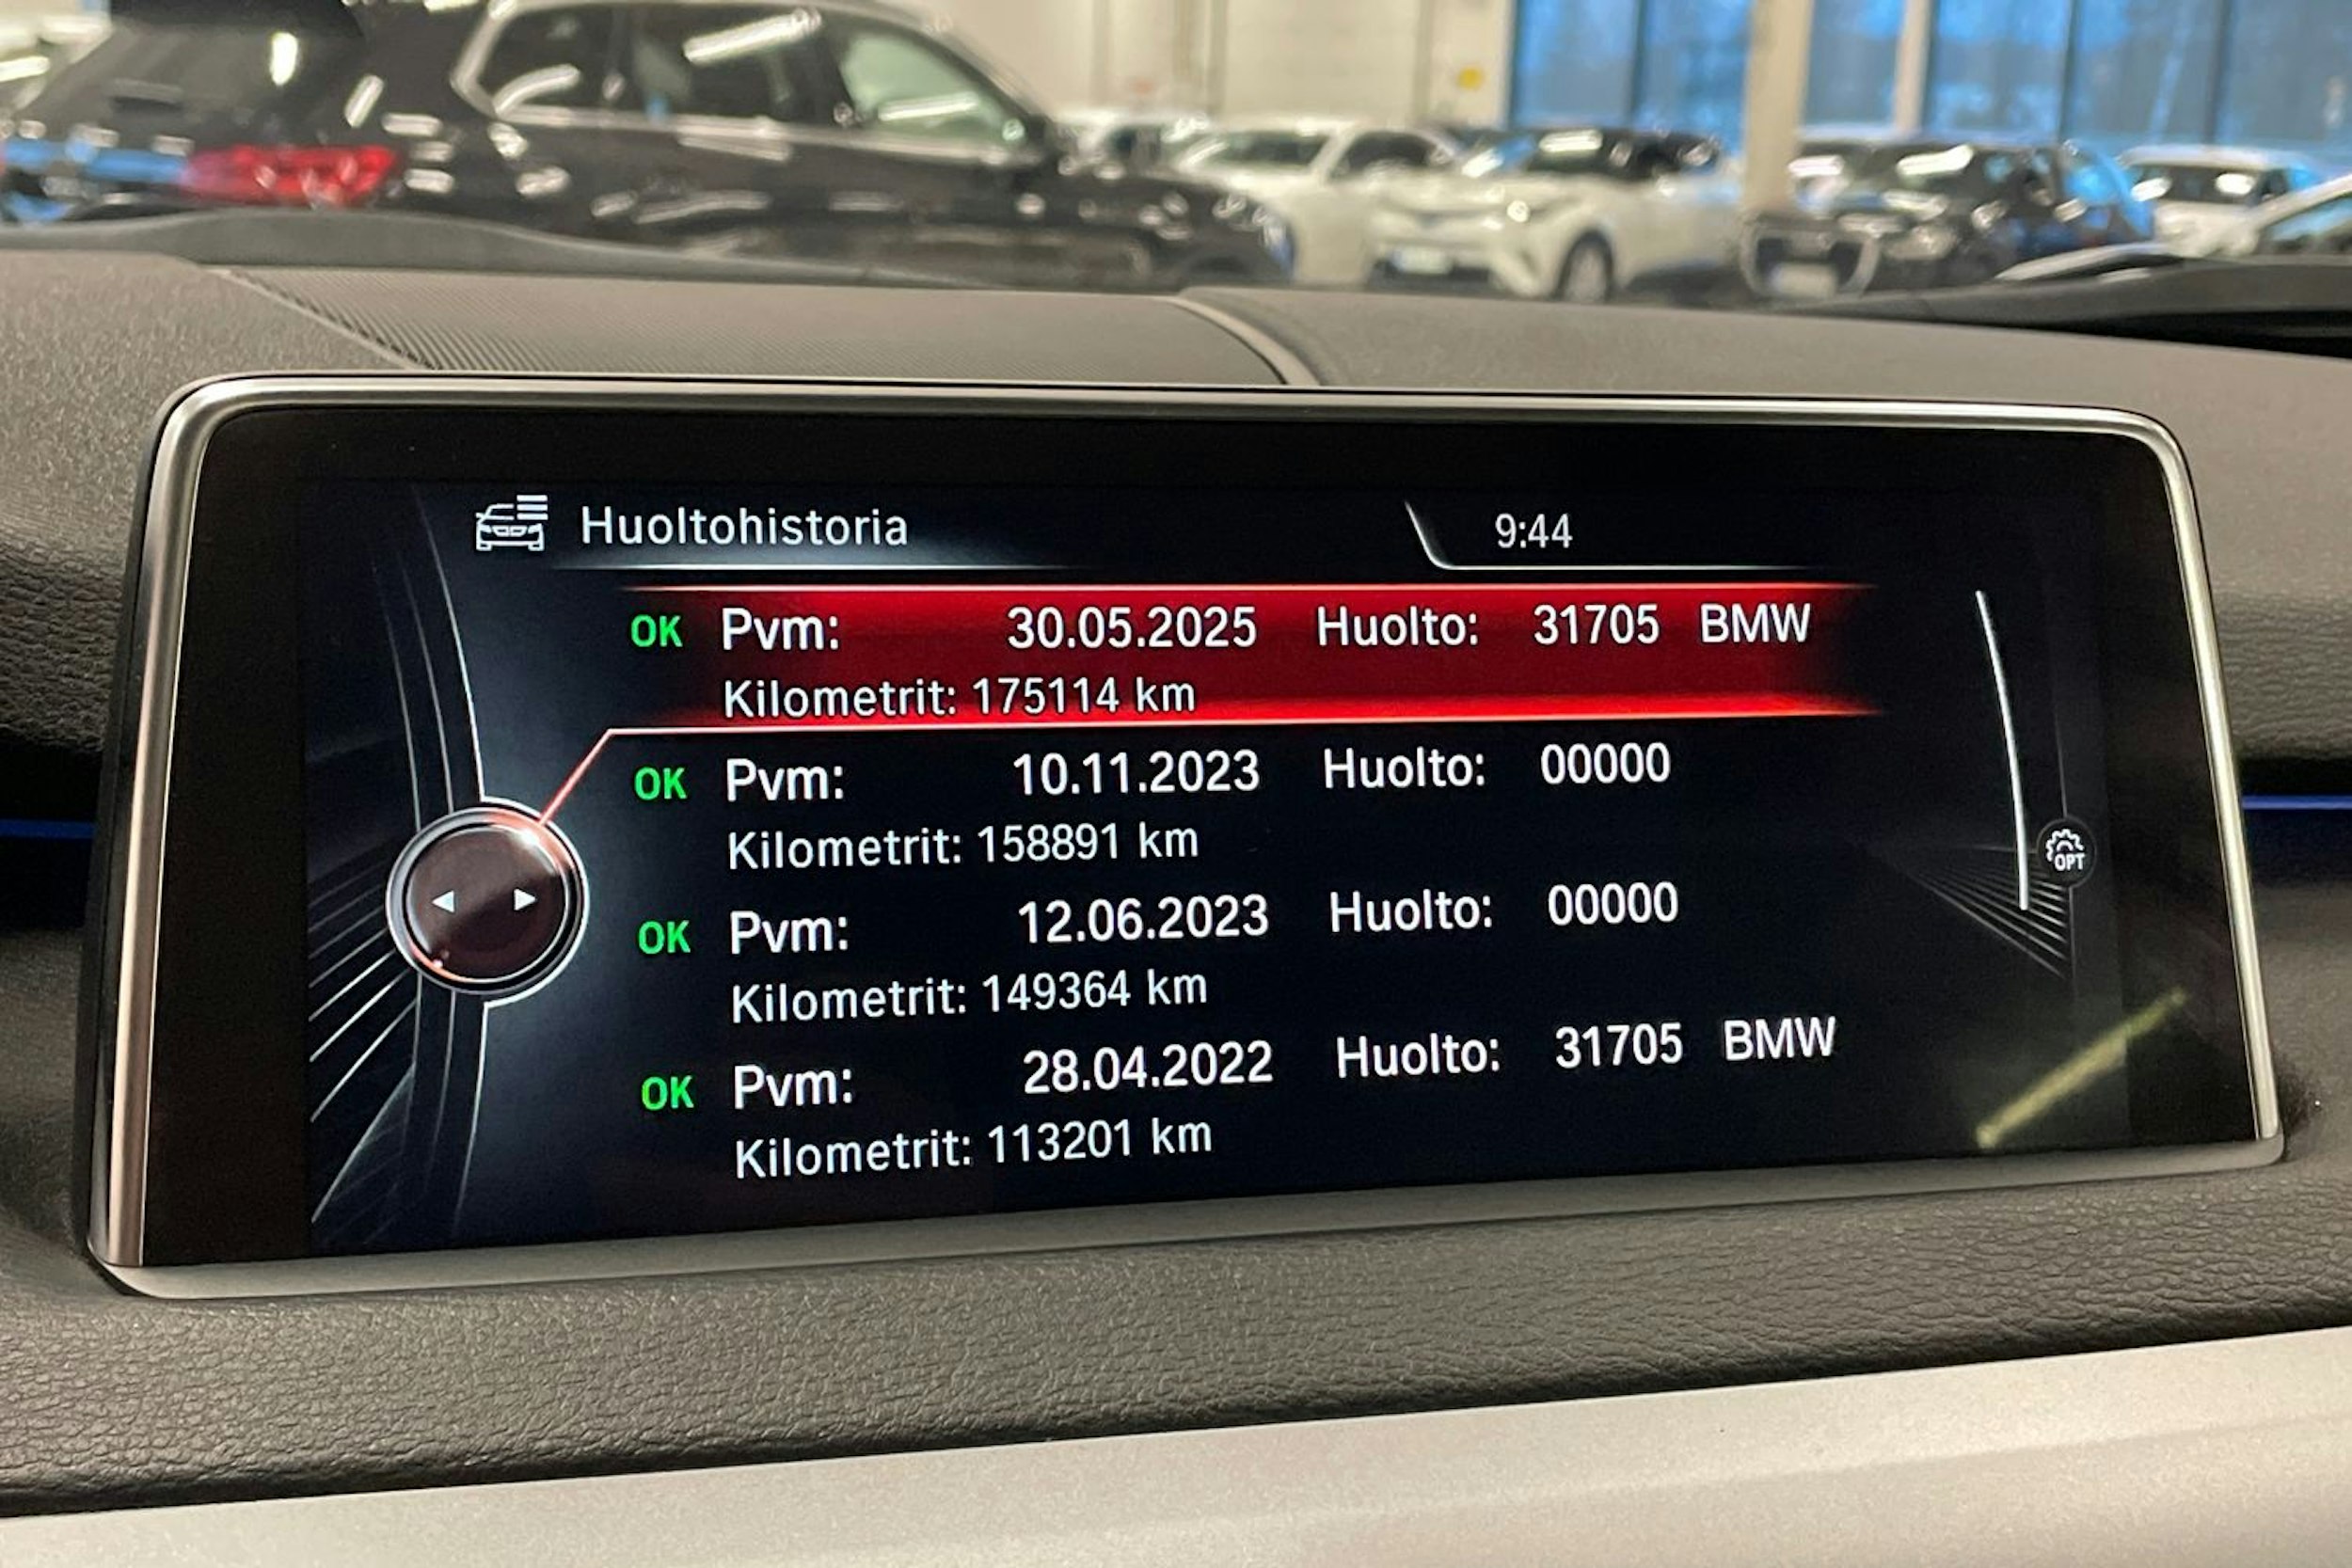 Huoltohistoria 9:44
OK Pvm: 30.05.2025 Huolto: 31705 BMW
Kilometrit: 175114 km
OK Pvm: 10.11.2023 Huolto: 00000
Kilometrit: 158891 km
OK Pvm: 12.06.2023 Huolto: 00000
Kilometrit: 149364 km
OK Pvm: 28.04.2022 Huolto: 31705 BMW
Kilometrit: 113201 km
OPT